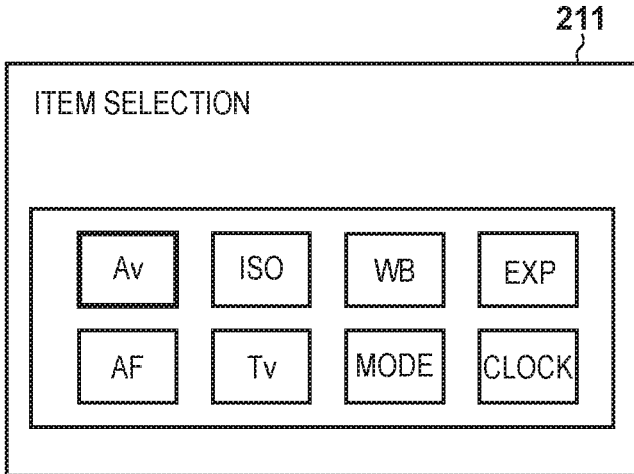 211
ITEM SELECTION
Av ISO WB EXP
AF Tv MODE CLOCK